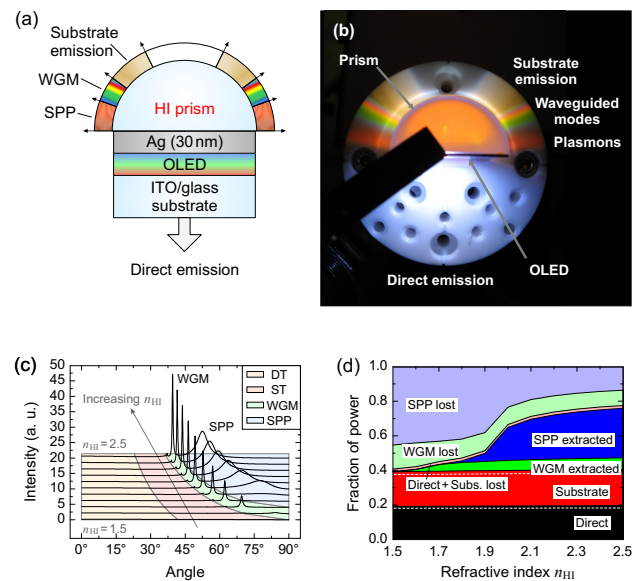 (a)
Substrate
emission
WGM
SPP
HI prism
Ag (30 nm)
OLED
ITO/glass
substrate
Direct emission
(b)
Prism
Substrate
emission
Waveguided
modes
Plasmons
OLED
Direct emission
(c)
50
45
40
35
30
25
20
15
10
5
0
Intensity (a. u.)
WGM
SPP
Increasing n_HI
n_HI = 2.5
n_HI = 1.5
DT
ST
WGM
SPP
0° 15° 30° 45° 60° 75° 90°
Angle
(d)
1.0
0.8
0.6
0.4
0.2
0.0
Fraction of power
SPP lost
WGM lost
SPP extracted
WGM extracted
Direct + Subs. lost
Substrate
Direct
1.5 1.7 1.9 2.1 2.3 2.5
Refractive index n_HI